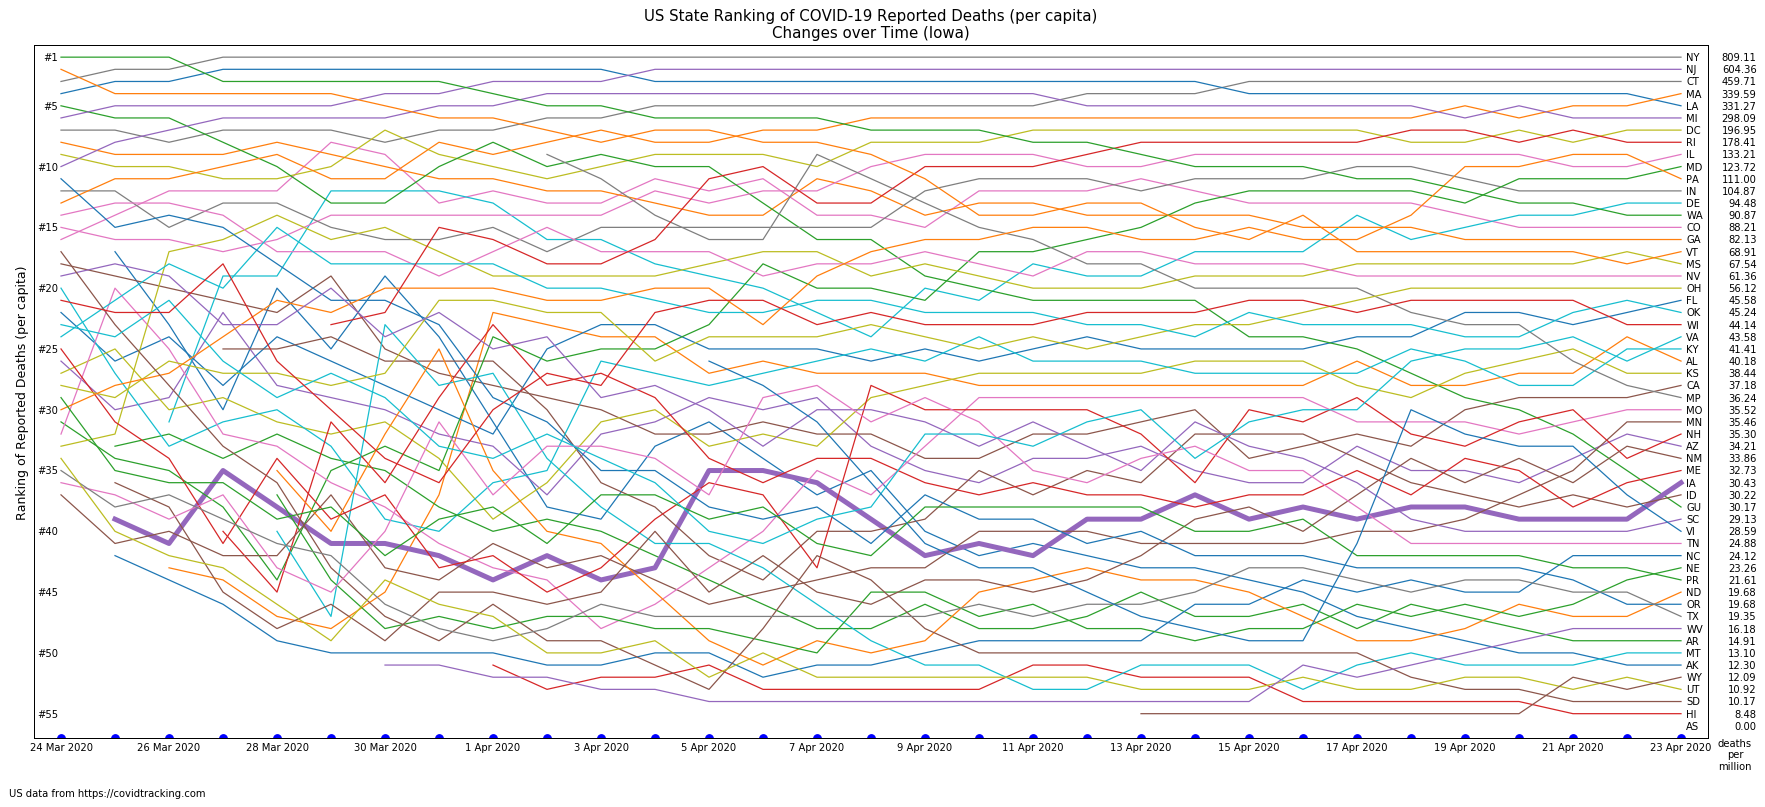 US State Ranking of COVID-19 Reported Deaths (per capita)
Changes over Time (Iowa)
Ranking of Reported Deaths (per capita)
#1
#5
#10
#15
#20
#25
#30
#35
#40
#45
#50
#55
NY 809.11
NJ 604.36
CT 459.71
MA 339.59
LA 331.27
MI 298.09
DC 196.95
RI 178.41
IL 133.21
MD 123.72
PA 111.00
IN 104.87
DE 94.48
WA 90.87
CO 88.21
GA 82.13
VT 68.91
MS 67.54
NV 61.36
OH 56.12
FL 45.58
OK 45.24
WI 44.14
VA 43.58
KY 41.41
AL 40.18
KS 38.44
CA 37.18
MP 36.24
MO 35.52
MN 35.46
NH 35.30
AZ 34.21
NM 33.86
ME 32.73
IA 30.43
ID 30.22
GU 30.17
SC 29.13
VI 28.59
TN 24.88
NC 24.12
NE 23.26
PR 21.61
ND 19.68
OR 19.68
TX 19.35
WV 16.18
AR 14.91
MT 13.10
AK 12.30
WY 12.09
UT 10.92
SD 10.17
HI 8.48
AS 0.00
24 Mar 2020
26 Mar 2020
28 Mar 2020
30 Mar 2020
1 Apr 2020
3 Apr 2020
5 Apr 2020
7 Apr 2020
9 Apr 2020
11 Apr 2020
13 Apr 2020
15 Apr 2020
17 Apr 2020
19 Apr 2020
21 Apr 2020
23 Apr 2020
deaths
per
million
US data from https://covidtracking.com